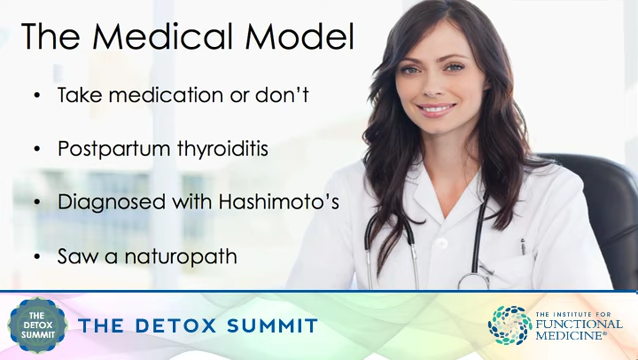 The Medical Model
• Take medication or don't
• Postpartum thyroiditis
• Diagnosed with Hashimoto's
• Saw a naturopath
THE
DETOX
SUMMIT
THE DETOX SUMMIT
THE INSTITUTE FOR
FUNCTIONAL
MEDICINE®